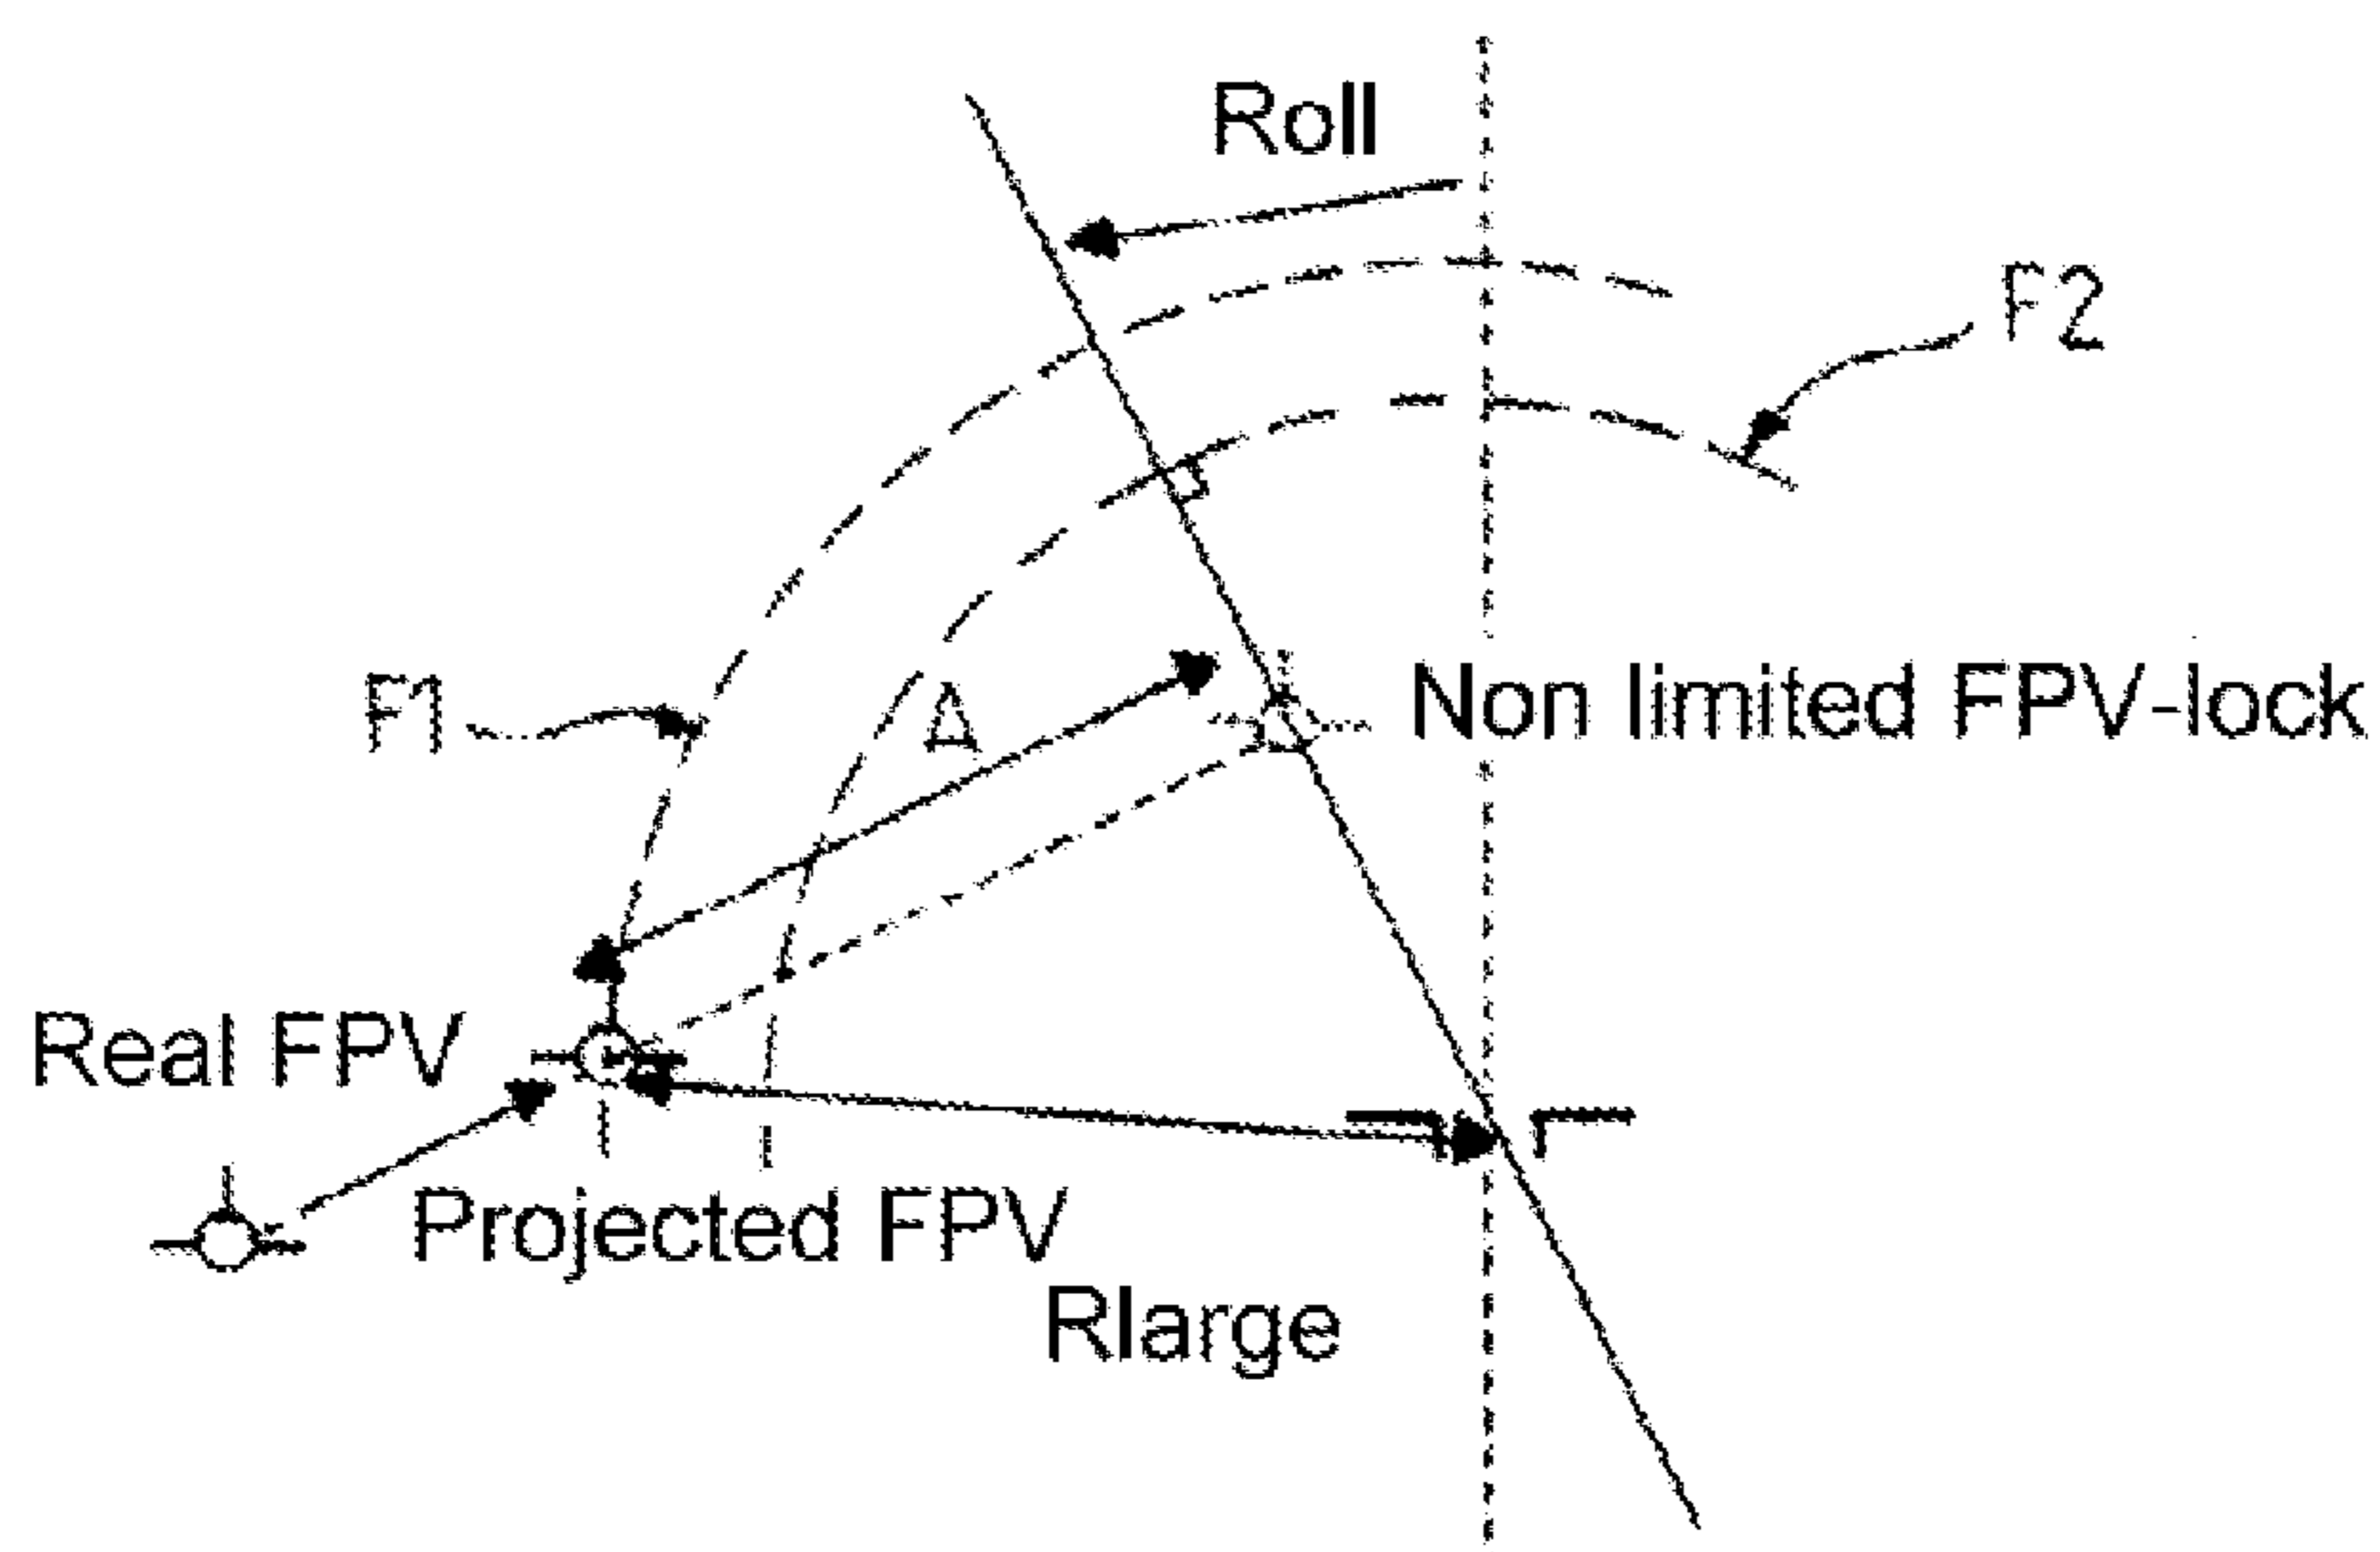 Roll
F2
F1
Δ
Non limited FPV-lock
Real FPV
Projected FPV
Rlarge